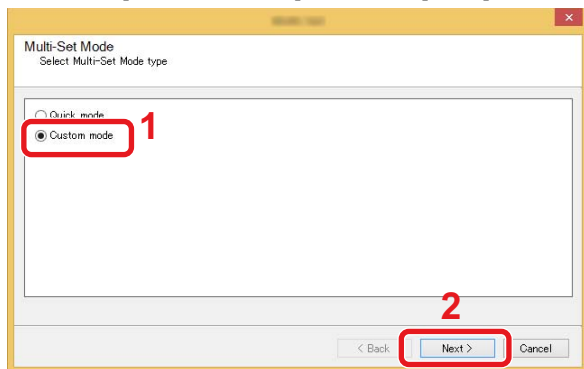 Multi-Set Mode
Select Multi-Set Mode type
Quick mode
1
Custom mode
2
< Back
Next >
Cancel